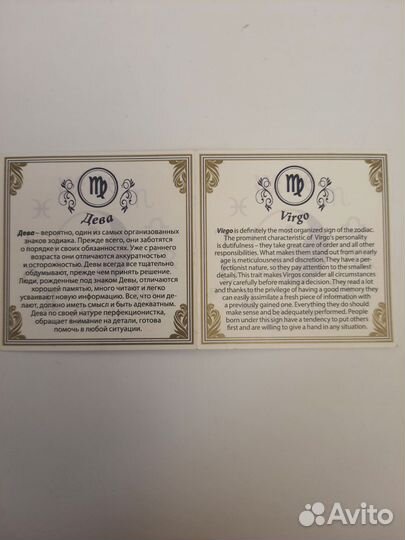 Дева
Дева – вероятно, один из самых организованных
знаков зодиака. Прежде всего, они заботятся
о порядке и своих обязанностях. Уже с раннего
возраста они отличаются аккуратностью
и осторожностью. Девы всегда все тщательно
обдумывают, прежде чем принять решение.
Люди, рожденные под знаком Девы, отличаются
хорошей памятью, много читают и легко
усваивают новую информацию. Все, что они де-
лают, должно иметь смысл и быть адекватным.
Дева по своей натуре перфекционистка,
обращает внимание на детали, готова
помочь в любой ситуации.
Virgo
Virgo is definitely the most organized sign of the zodiac.
The prominent characteristic of Virgo's personality
is dutifulness – they take great care of order and all other
responsibilities. What makes them stand out from an early
age is meticulousness and discretion. They have a per-
fectionist nature, so they pay attention to the smallest
details. This trait makes Virgos consider all circumstances
very carefully before making a decision. They read a lot
and thanks to the privilege of having a good memory they
can easily assimilate a fresh piece of information with
a previously gained one. Everything they do should
make sense and be adequately performed. People
born under this sign have a tendency to put others
first and are willing to give a hand in any situation.
Avito